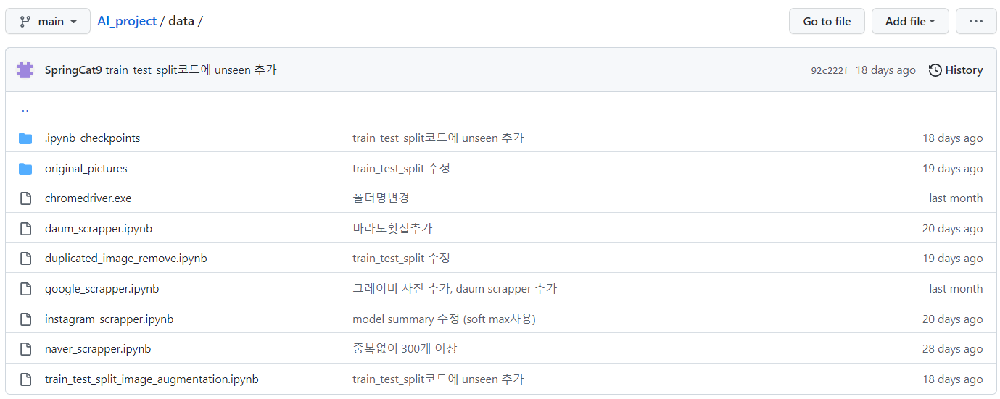 main AI_project / data / Go to file Add file ...
SpringCat9 train_test_split코드에 unseen 추가 92c222f 18 days ago History
..
.ipynb_checkpoints train_test_split코드에 unseen 추가 18 days ago
original_pictures train_test_split 수정 19 days ago
chromedriver.exe 폴더명변경 last month
daum_scrapper.ipynb 마라도횟집추가 20 days ago
duplicated_image_remove.ipynb train_test_split 수정 19 days ago
google_scrapper.ipynb 그레이비 사진 추가, daum scrapper 추가 last month
instagram_scrapper.ipynb model summary 수정 (soft max사용) 20 days ago
naver_scrapper.ipynb 중복없이 300개 이상 28 days ago
train_test_split_image_augmentation.ipynb train_test_split코드에 unseen 추가 18 days ago